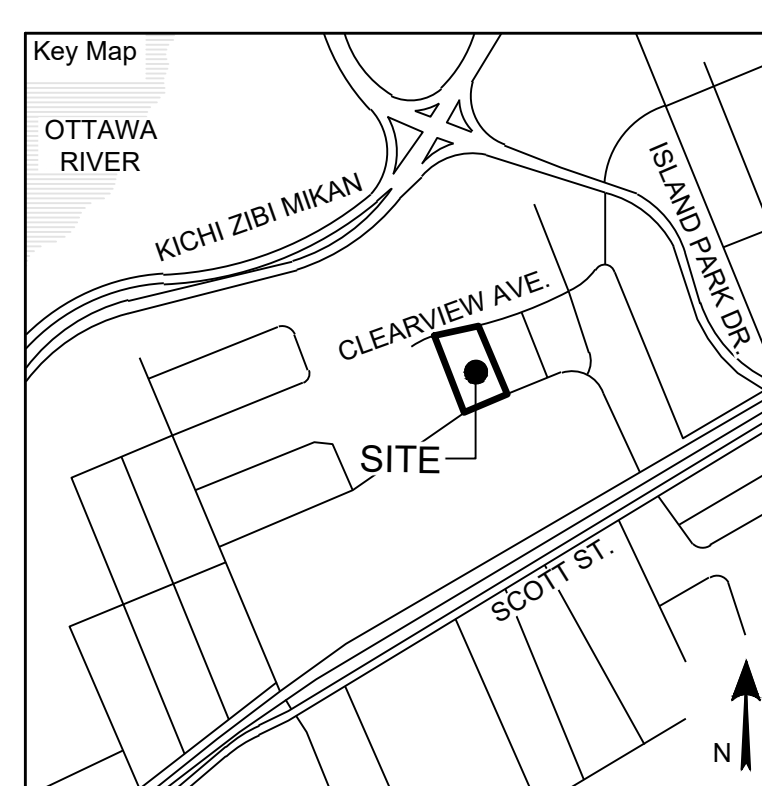 Key Map
OTTAWA
RIVER
KICHI ZIBI MIKAN
ISLAND PARK DR.
CLEARVIEW AVE.
SITE
SCOTT ST.
N